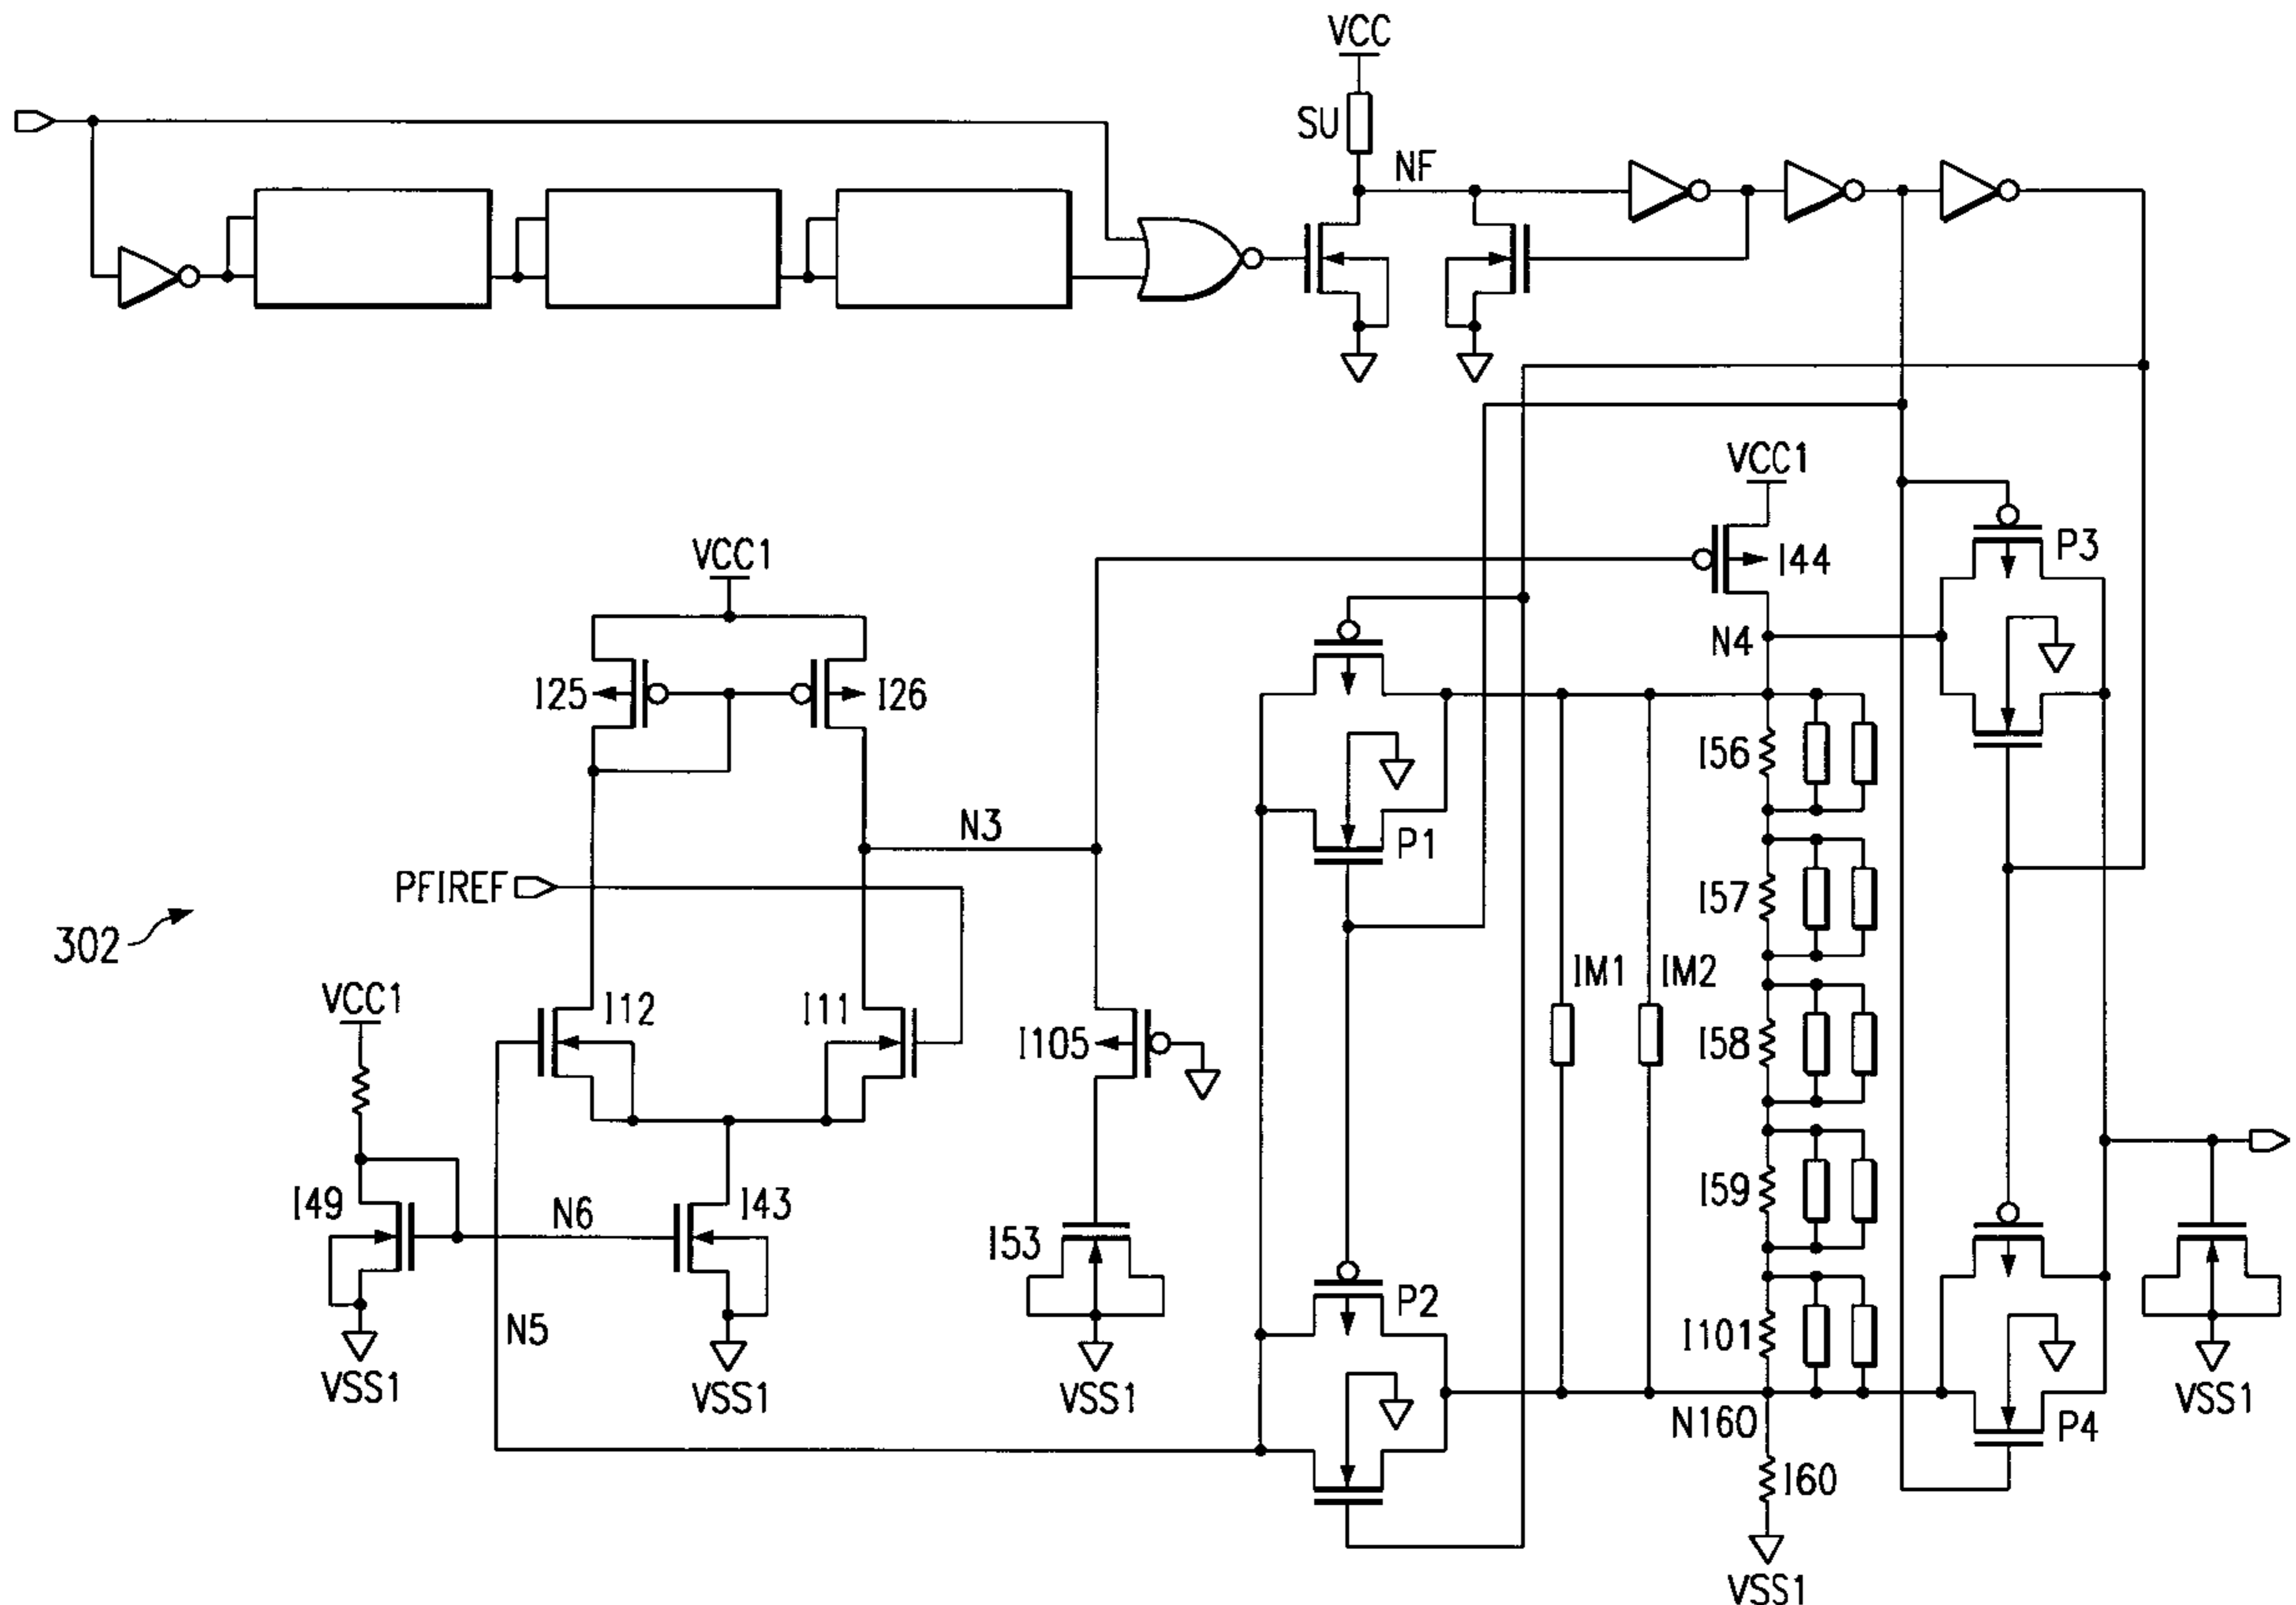 VCC
SU
NF
VCC1
I44
P3
N4
VCC1
I25
I26
I56
N3
P1
PFIREF
I57
302
IM1
IM2
VCC1
I12
I11
I105
I58
I49
N6
I43
I53
I59
N5
P2
I101
VSS1
VSS1
VSS1
N160
P4
VSS1
I60
VSS1